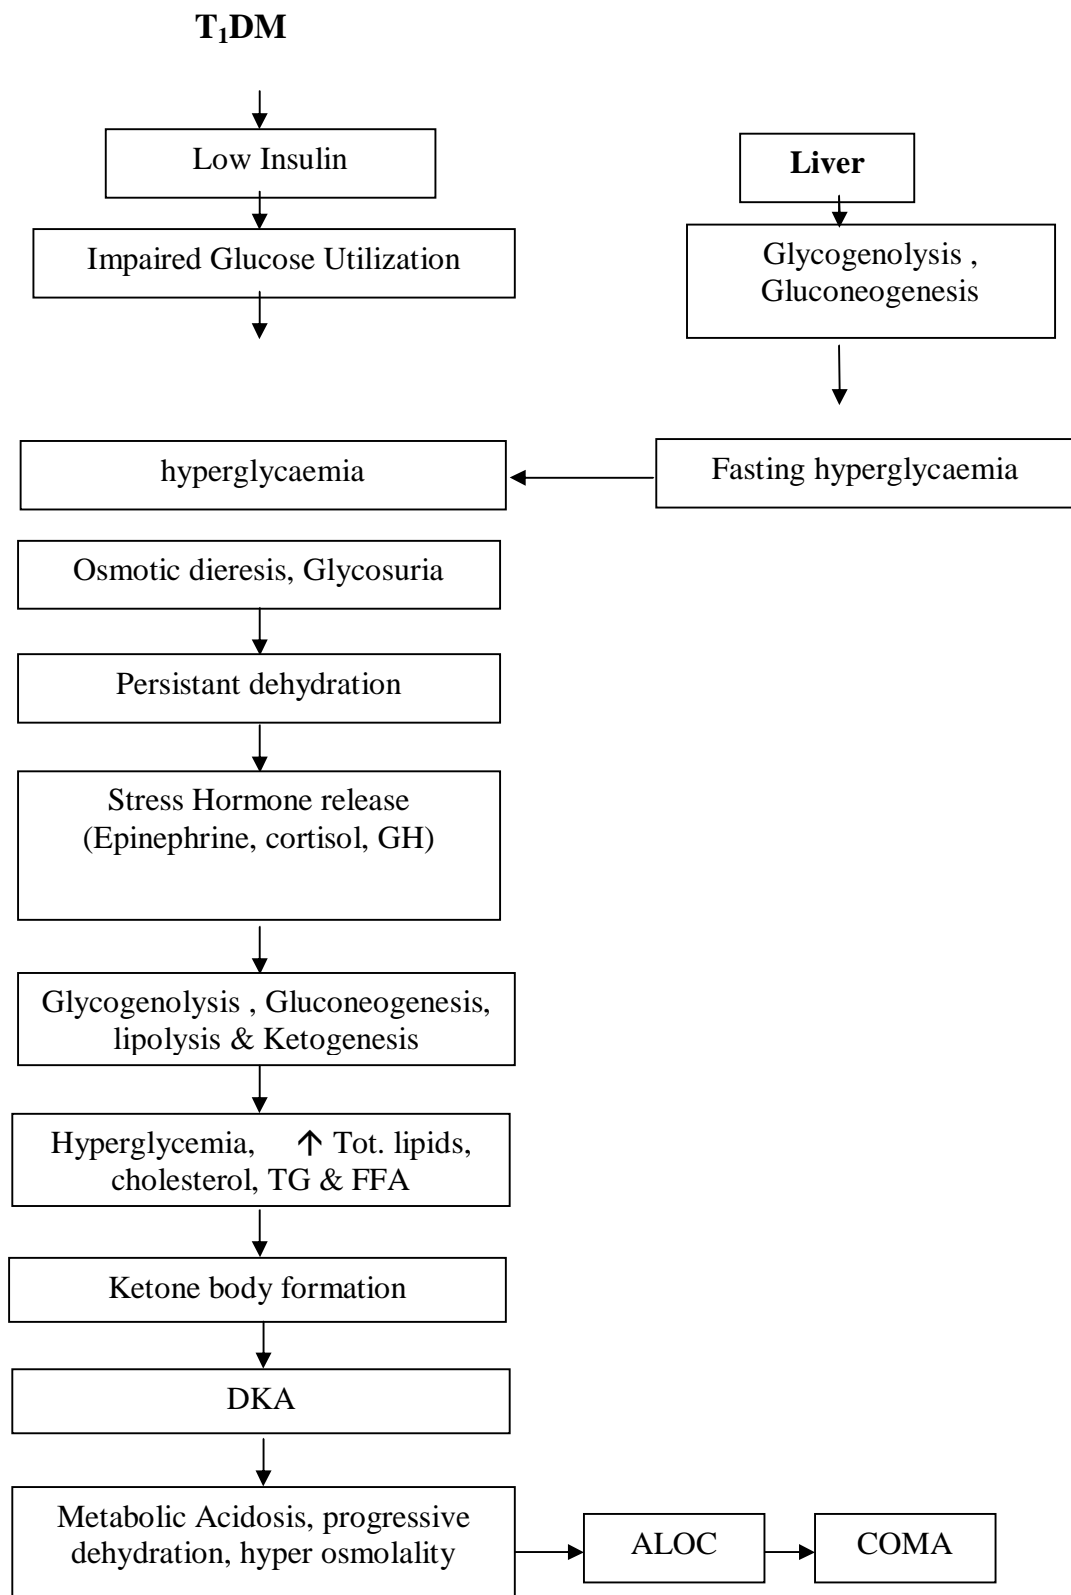 T₁DM
Low Insulin
Liver
Impaired Glucose Utilization
Glycogenolysis ,
Gluconeogenesis
hyperglycaemia
Fasting hyperglycaemia
Osmotic dieresis, Glycosuria
Persistant dehydration
Stress Hormone release
(Epinephrine, cortisol, GH)
Glycogenolysis , Gluconeogenesis,
lipolysis & Ketogenesis
Hyperglycemia, ↑ Tot. lipids,
cholesterol, TG & FFA
Ketone body formation
DKA
Metabolic Acidosis, progressive
dehydration, hyper osmolality
ALOC
COMA